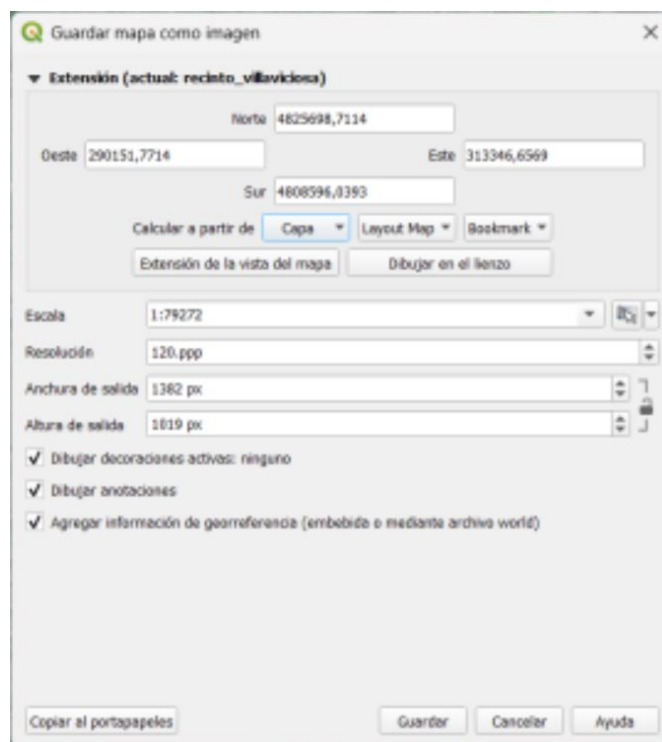 Guardar mapa como imagen
Extensión (actual: recinto_villaviciosa)
Norte 4825698,7114
Oeste 290151,7714 Este 313346,6569
Sur 4808596,0393
Calcular a partir de Capa Layout Map Bookmark
Extensión de la vista del mapa Dibujar en el lienzo
Escala 1:79272
Resolución 120.ppp
Anchura de salida 1382 px
Altura de salida 1019 px
Dibujar decoraciones activas: ninguno
Dibujar anotaciones
Agregar información de georreferencia (embebida o mediante archivo world)
Copiar al portapapeles Guardar Cancelar Ayuda